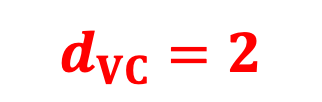 d_VC = 2